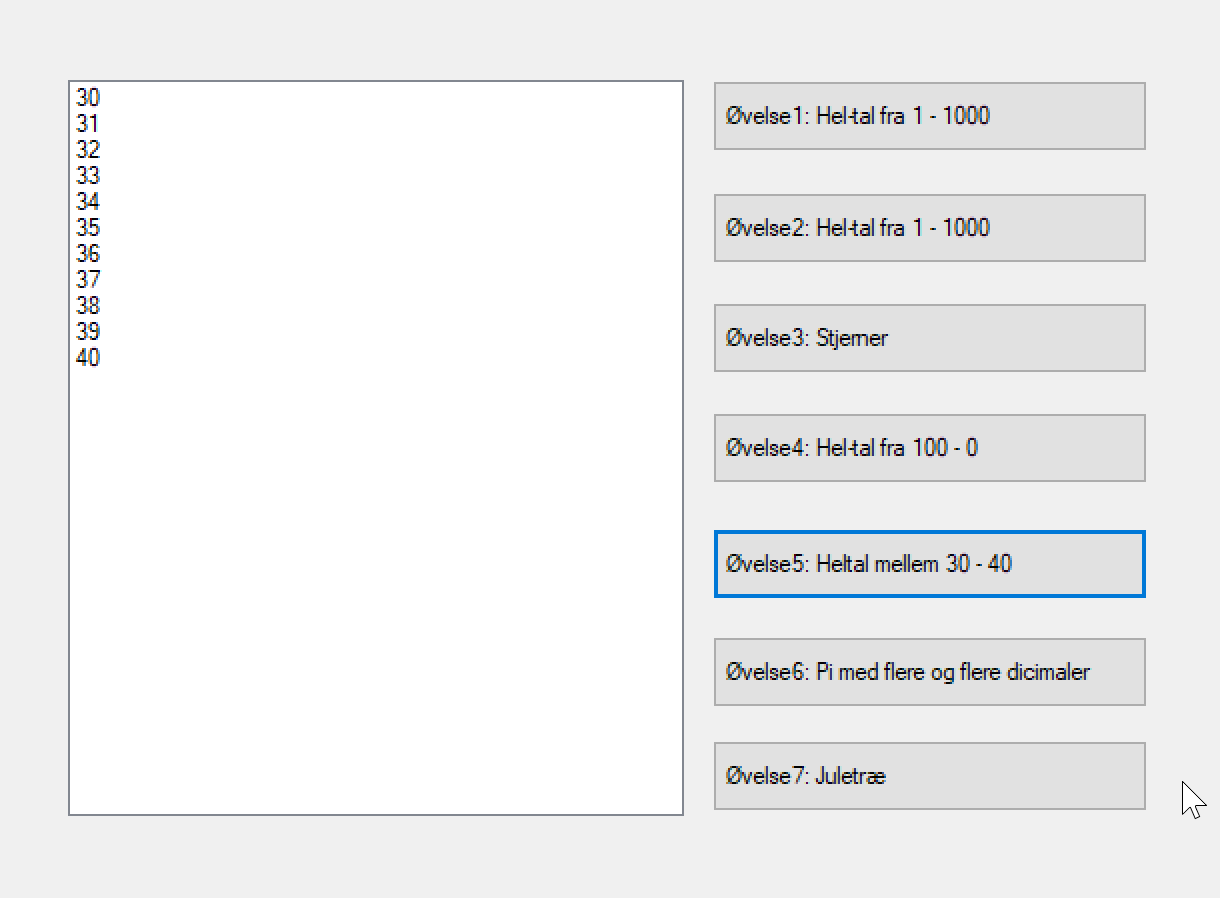 30
31
32
33
34
35
36
37
38
39
40
Øvelse1: Hel-tal fra 1 - 1000
Øvelse2: Hel-tal fra 1 - 1000
Øvelse3: Stjerner
Øvelse4: Hel-tal fra 100 - 0
Øvelse5: Heltal mellem 30 - 40
Øvelse6: Pi med flere og flere dicimaler
Øvelse7: Juletræ